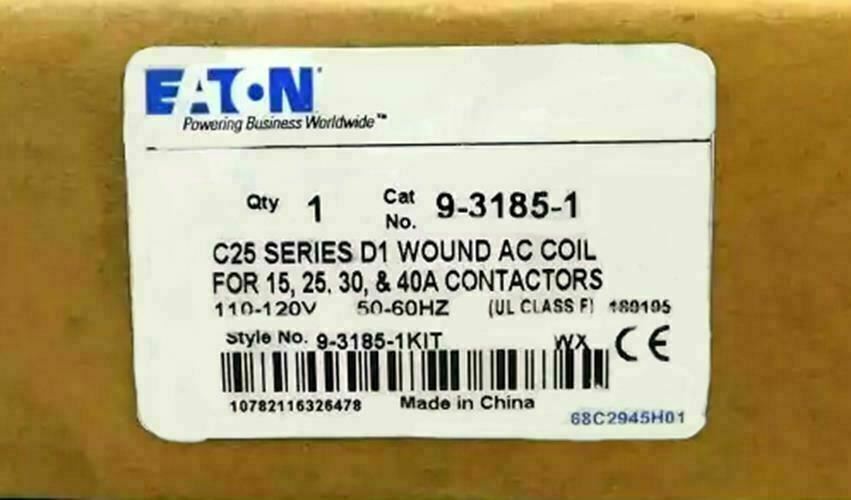 EATON
Powering Business Worldwide™
Qty 1 Cat No. 9-3185-1
C25 SERIES D1 WOUND AC COIL
FOR 15, 25, 30, & 40A CONTACTORS
110-120V 50-60HZ (UL CLASS F)
Style No. 9-3185-1KIT WX CE
10782116326478 Made in China
68C2945H01